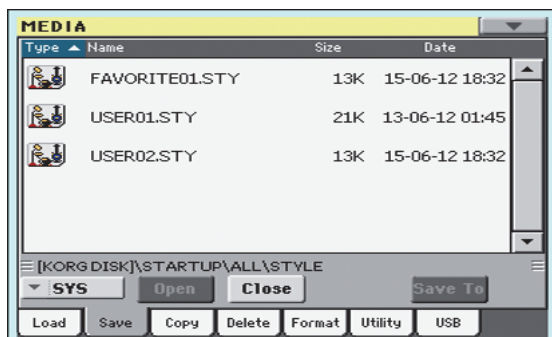 MEDIA
Type Name Size Date
FAVORITE01.STY 13K 15-06-12 18:32
USER01.STY 21K 13-06-12 01:45
USER02.STY 13K 15-06-12 18:32
[KORG DISK]\STARTUP\ALL\STYLE
SYS Open Close Save To
Load Save Copy Delete Format Utility USB